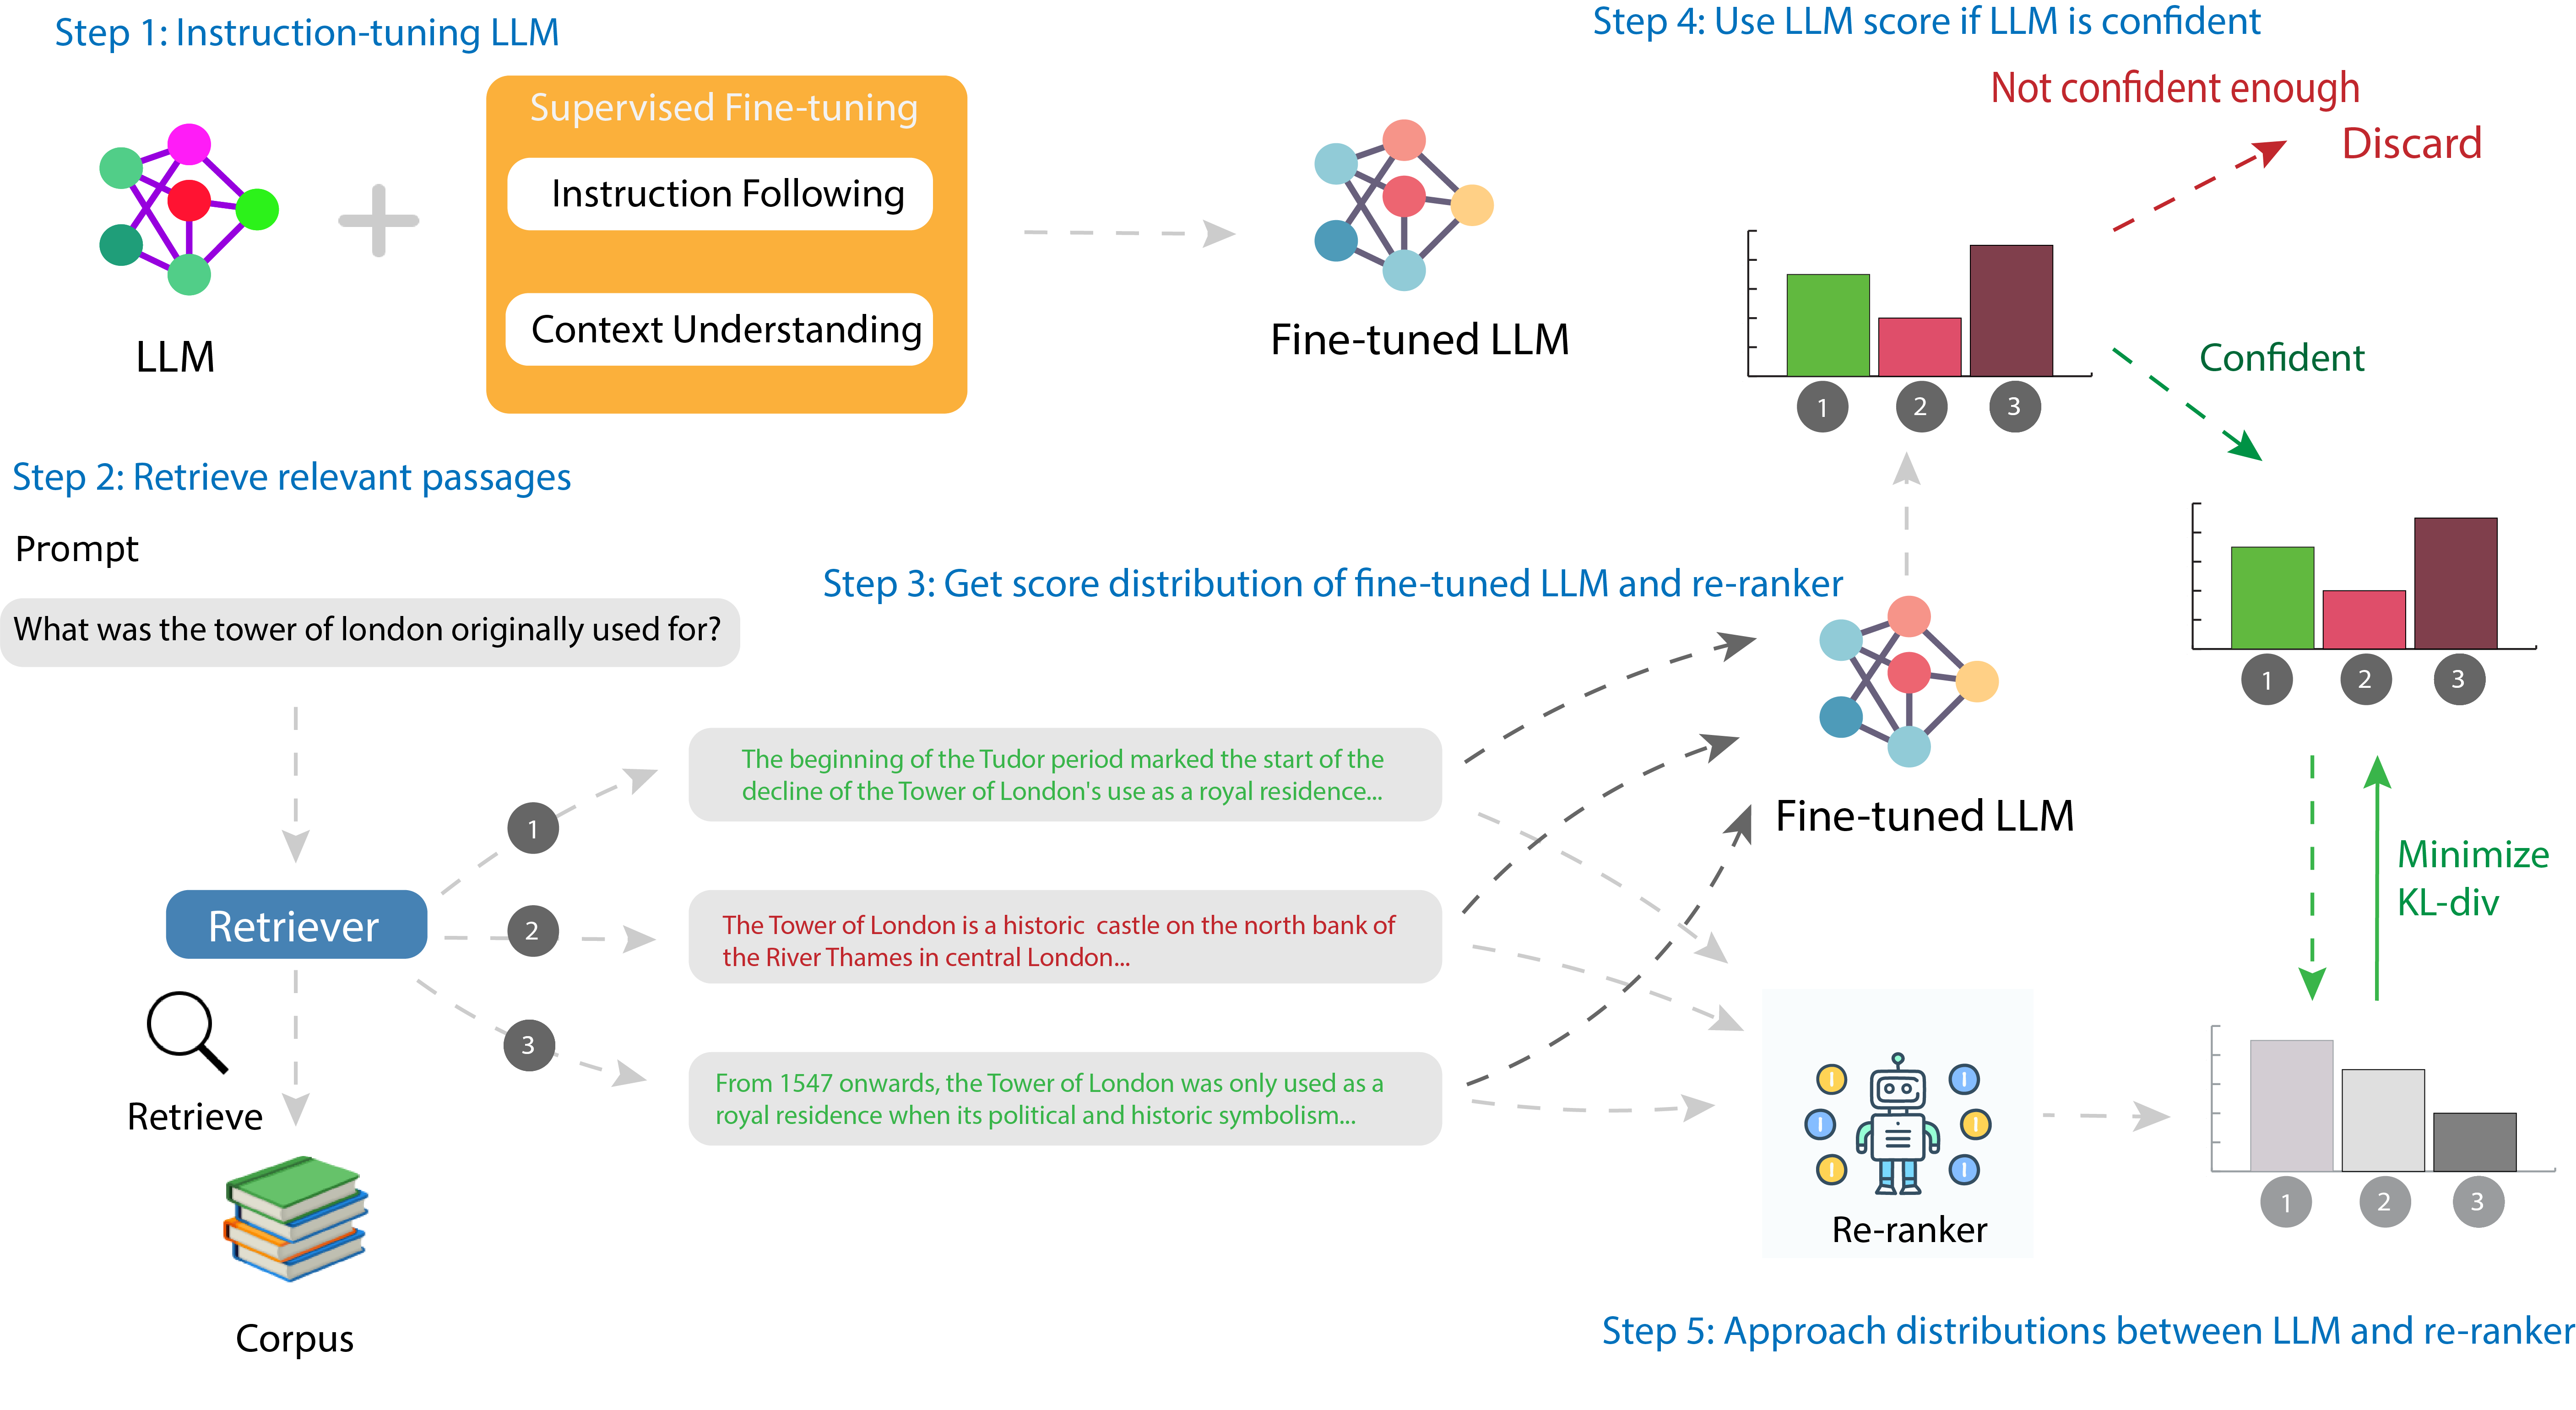 Step 1: Instruction-tuning LLM
Supervised Fine-tuning
Instruction Following
Context Understanding
LLM
Fine-tuned LLM
Step 2: Retrieve relevant passages
Prompt
What was the tower of london originally used for?
Retriever
Retrieve
Corpus
1
2
3
The beginning of the Tudor period marked the start of the
decline of the Tower of London's use as a royal residence...
The Tower of London is a historic castle on the north bank of
the River Thames in central London...
From 1547 onwards, the Tower of London was only used as a
royal residence when its political and historic symbolism...
Step 3: Get score distribution of fine-tuned LLM and re-ranker
Fine-tuned LLM
Re-ranker
Step 4: Use LLM score if LLM is confident
Not confident enough
Discard
1 2 3
Confident
1 2 3
Minimize
KL-div
1 2 3
Step 5: Approach distributions between LLM and re-ranker